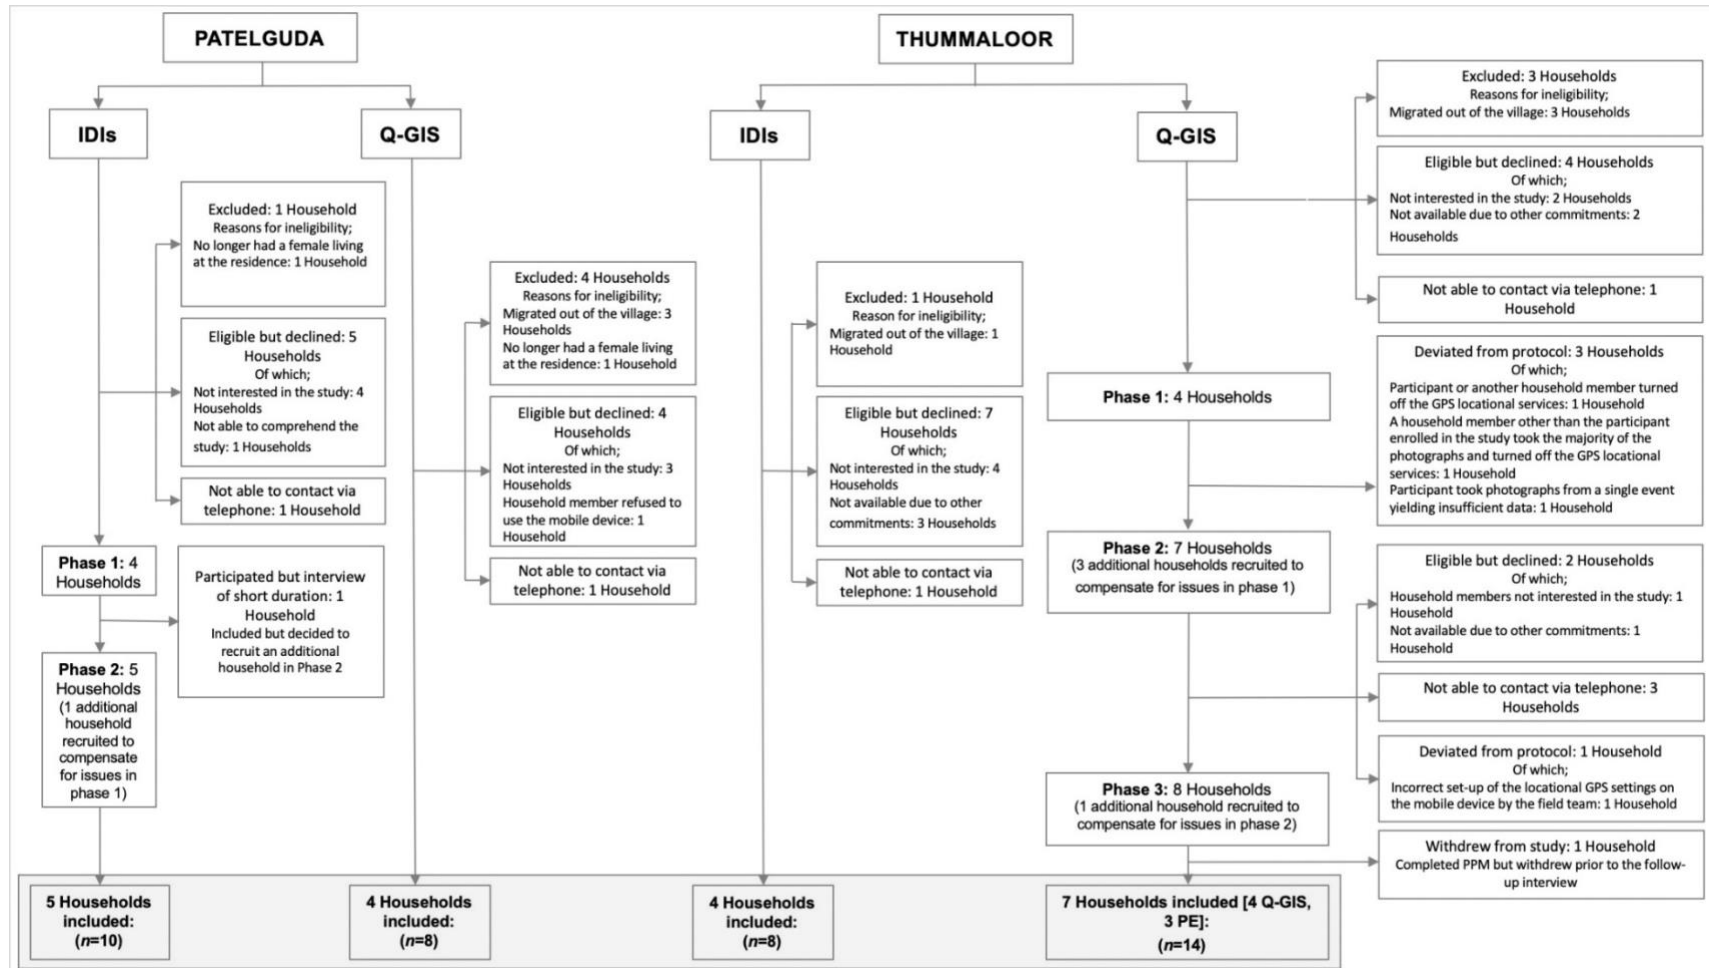 PATELGUDA
IDIs
Q-GIS
Excluded: 1 Household
Reasons for ineligibility;
No longer had a female living
at the residence: 1 Household
Eligible but declined: 5
Households
Of which;
Not interested in the study: 4
Households
Not able to comprehend the
study: 1 Households
Not able to contact via
telephone: 1 Household
Phase 1: 4
Households
Participated but interview
of short duration: 1
Household
Included but decided to
recruit an additional
household in Phase 2
Phase 2: 5
Households
(1 additional
household
recruited to
compensate
for issues in
phase 1)
5 Households
included:
(n=10)
Excluded: 4 Households
Reasons for ineligibility;
Migrated out of the village: 3
Households
No longer had a female living
at the residence: 1 Household
Eligible but declined: 4
Households
Of which;
Not interested in the study: 3
Households
Household member refused to
use the mobile device: 1
Household
Not able to contact via
telephone: 1 Household
4 Households
included:
(n=8)
THUMMALOOR
IDIs
Q-GIS
Excluded: 1 Household
Reason for ineligibility;
Migrated out of the village: 1
Household
Eligible but declined: 7
Households
Of which;
Not interested in the study: 4
Households
Not available due to other
commitments: 3 Households
Not able to contact via
telephone: 1 Household
4 Households
included:
(n=8)
Excluded: 3 Households
Reasons for ineligibility;
Migrated out of the village: 3 Households
Eligible but declined: 4 Households
Of which;
Not interested in the study: 2 Households
Not available due to other commitments: 2
Households
Not able to contact via telephone: 1
Household
Phase 1: 4 Households
Deviated from protocol: 3 Households
Of which;
Participant or another household member turned
off the GPS locational services: 1 Household
A household member other than the participant
enrolled in the study took the majority of the
photographs and turned off the GPS locational
services: 1 Household
Participant took photographs from a single event
yielding insufficient data: 1 Household
Phase 2: 7 Households
(3 additional households recruited to
compensate for issues in phase 1)
Eligible but declined: 2 Households
Of which;
Household members not interested in the study: 1
Household
Not available due to other commitments: 1
Household
Not able to contact via telephone: 3
Households
Deviated from protocol: 1 Household
Of which;
Incorrect set-up of the locational GPS settings on
the mobile device by the field team: 1 Household
Phase 3: 8 Households
(1 additional household recruited to
compensate for issues in phase 2)
Withdrew from study: 1 Household
Completed PPM but withdrew prior to the follow-
up interview
7 Households included [4 Q-GIS,
3 PE]:
(n=14)